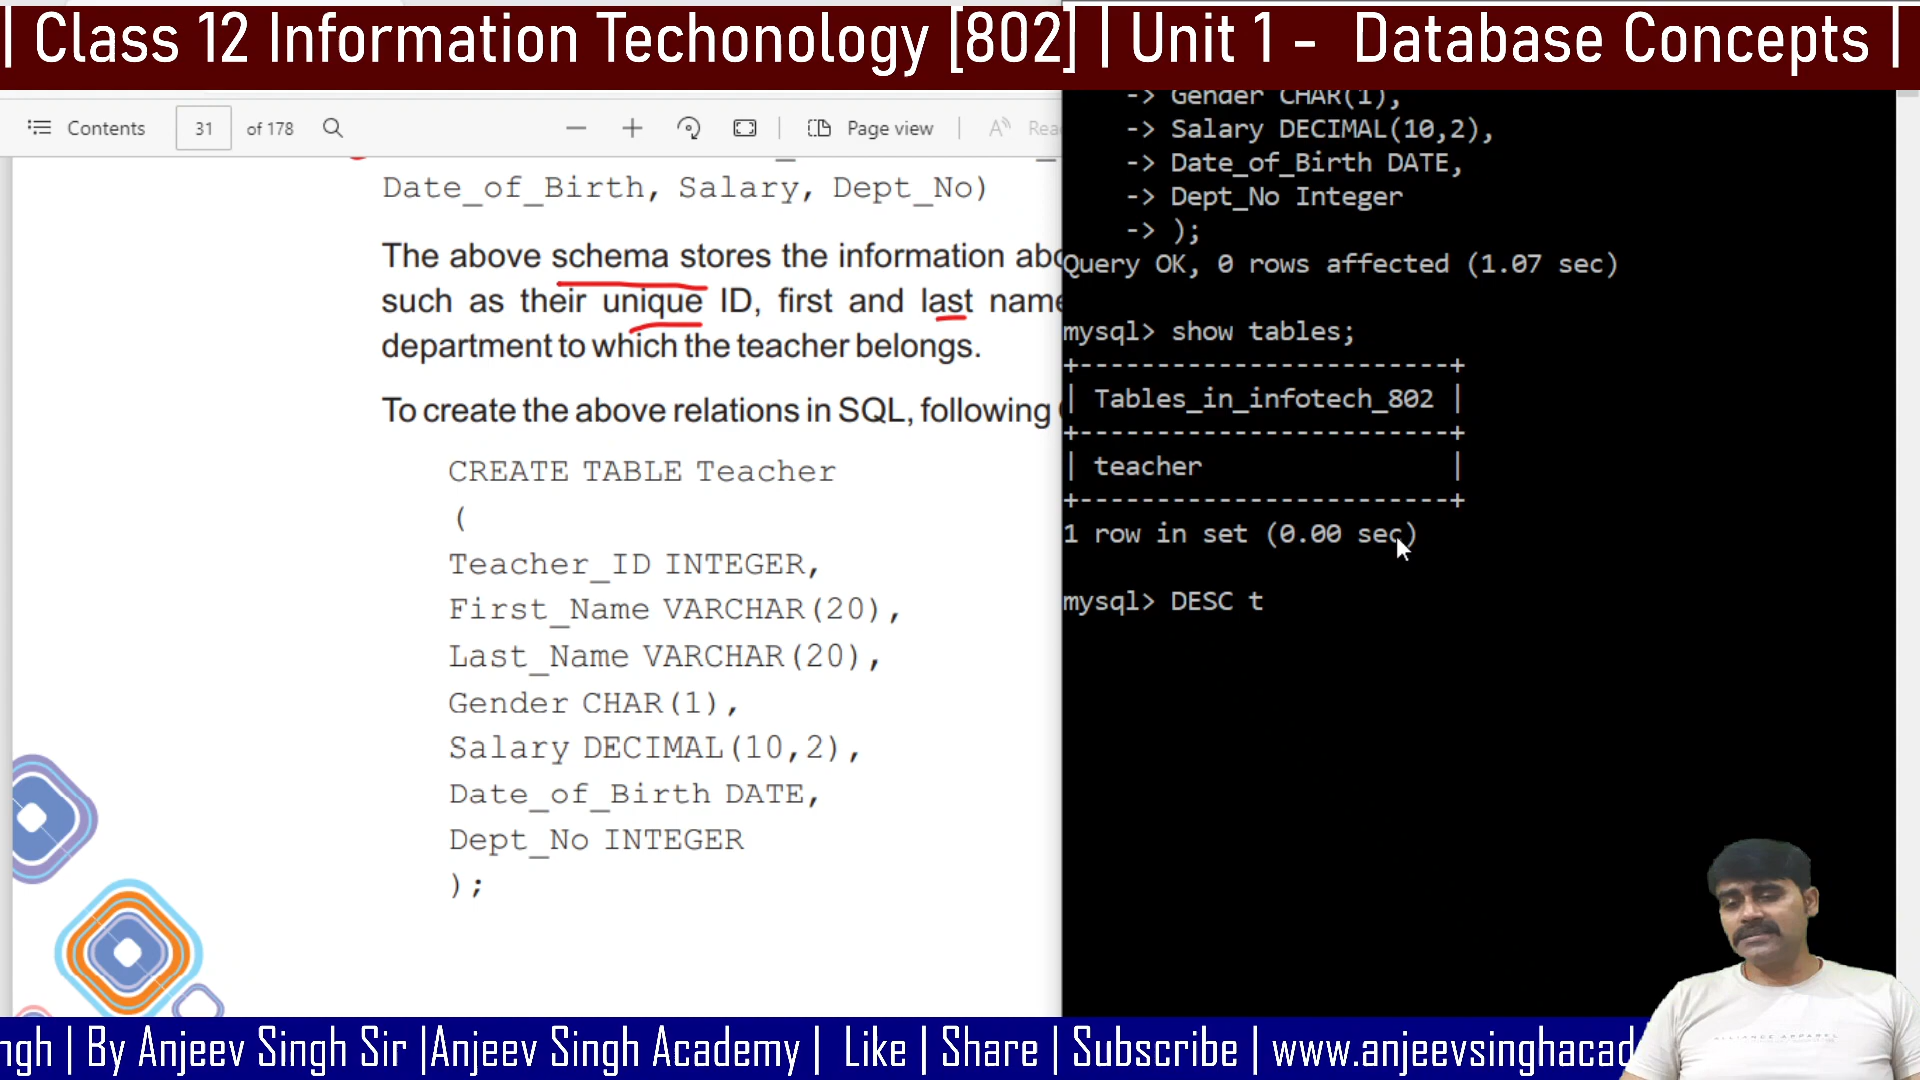 | Class 12 Information Techonology [802] | Unit 1 - Database Concepts |
Contents 31 of 178 Page view Rea
Date_of_Birth, Salary, Dept_No)
The above schema stores the information abo
such as their unique ID, first and last name
department to which the teacher belongs.
To create the above relations in SQL, following
CREATE TABLE Teacher
(
Teacher_ID INTEGER,
First_Name VARCHAR(20),
Last_Name VARCHAR(20),
Gender CHAR(1),
Salary DECIMAL(10,2),
Date_of_Birth DATE,
Dept_No INTEGER
);
-> Gender CHAR(1),
-> Salary DECIMAL(10,2),
-> Date_of_Birth DATE,
-> Dept_No Integer
-> );
Query OK, 0 rows affected (1.07 sec)
mysql> show tables;
+------------------------+
| Tables_in_infotech_802 |
+------------------------+
| teacher |
+------------------------+
1 row in set (0.00 sec)
mysql> DESC t
ngh | By Anjeev Singh Sir |Anjeev Singh Academy | Like | Share | Subscribe | www.anjeevsinghacad